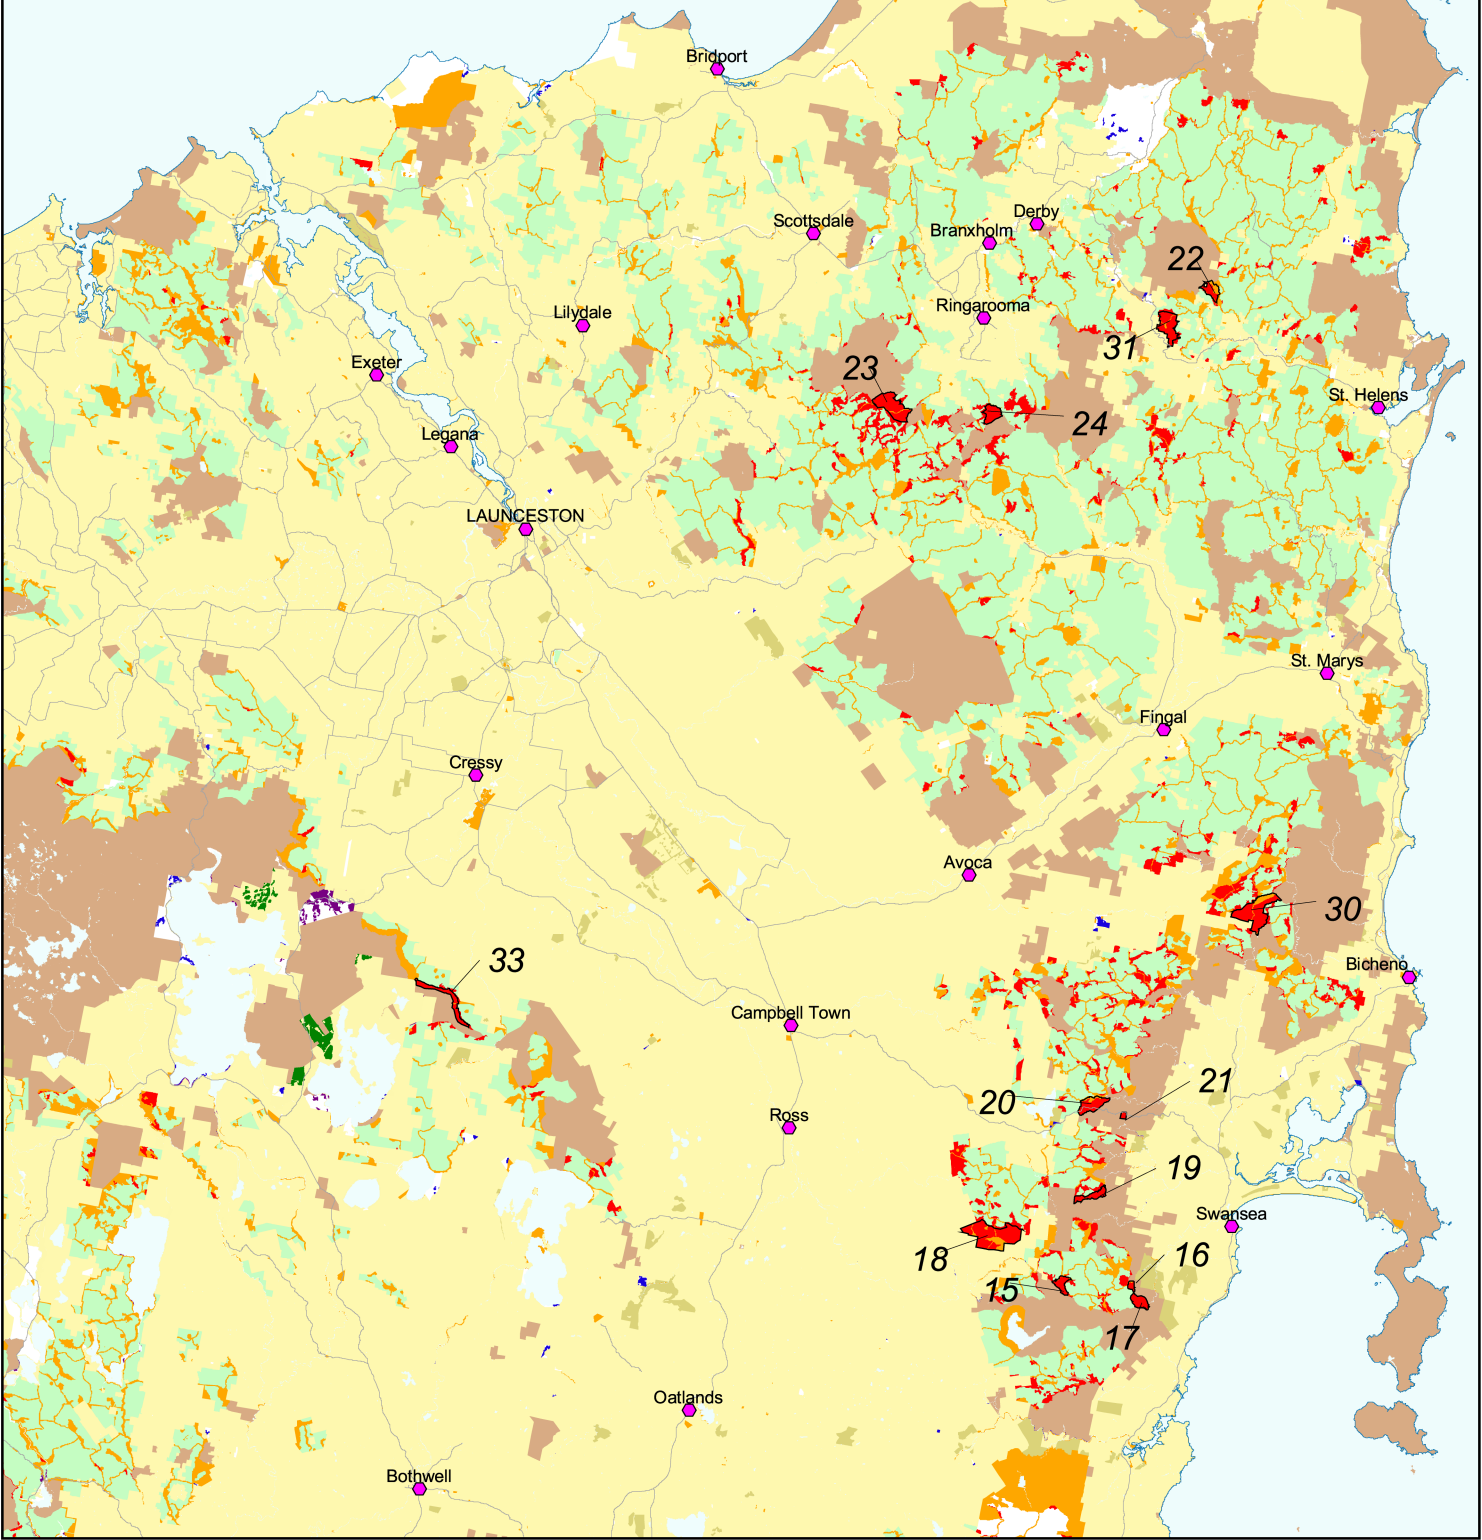 Bridport
Scottsdale
Derby
Branxholm
22
Ringarooma
Lilydale
31
Exeter
23
St. Helens
24
Legana
LAUNCESTON
St. Marys
Fingal
Cressy
Avoca
30
33
Bicheno
Campbell Town
21
20
Ross
19
Swansea
18
16
15
17
Oatlands
Bothwell